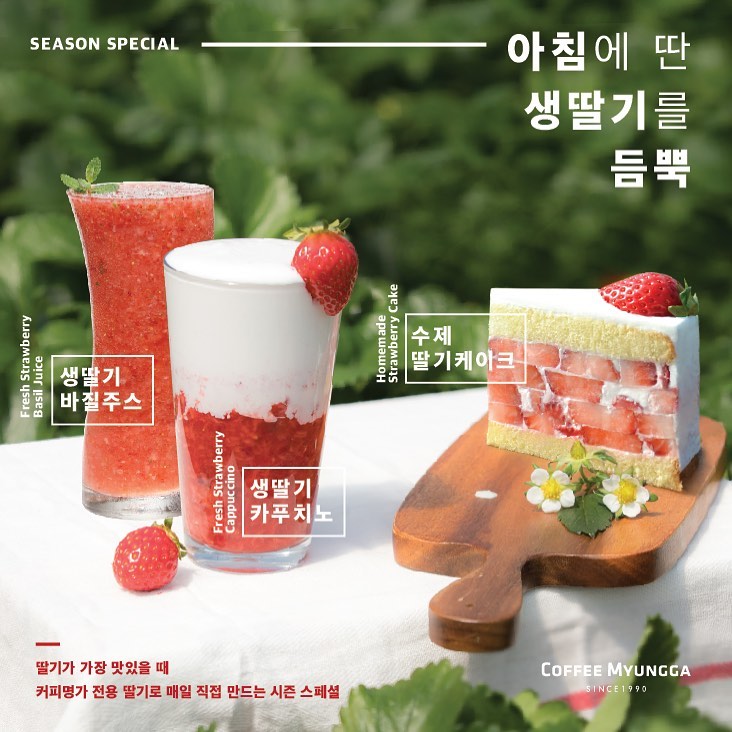 SEASON SPECIAL
아침에 딴
생딸기를
듬뿍
Fresh Strawberry
Basil Juice
생딸기
바질주스
Fresh Strawberry
Cappuccino
생딸기
카푸치노
Homemade
Strawberry Cake
수제
딸기케이크
딸기가 가장 맛있을 때
커피명가 전용 딸기로 매일 직접 만드는 시즌 스페셜
COFFEE MYUNGGA
SINCE1990